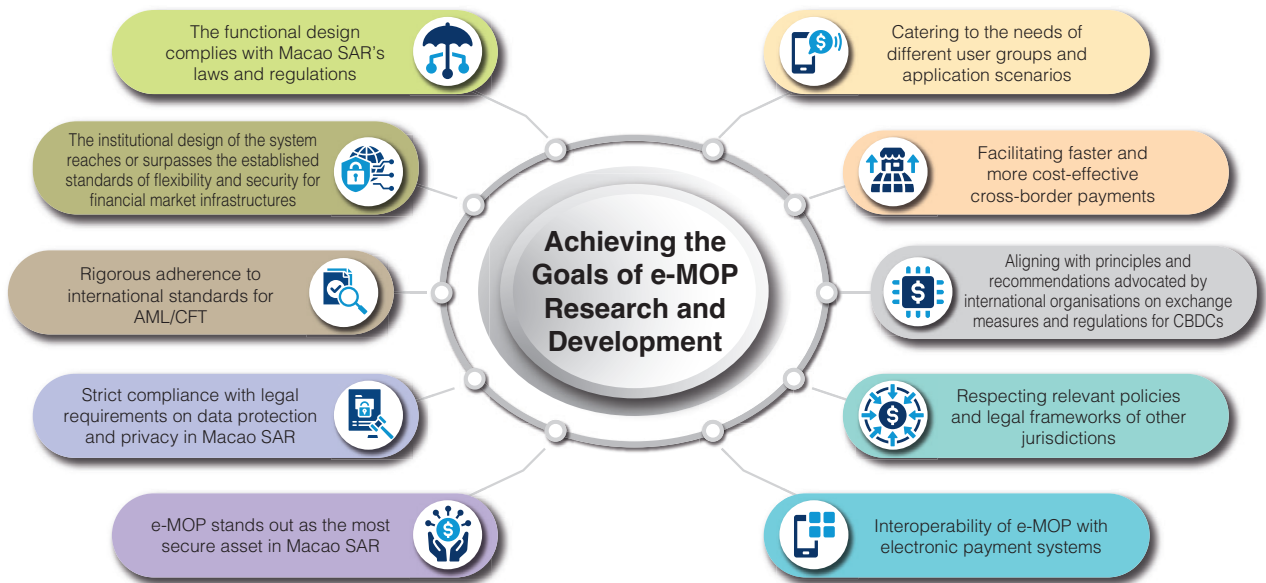 The functional design
complies with Macao SAR's
laws and regulations
The institutional design of the system
reaches or surpasses the established
standards of flexibility and security for
financial market infrastructures
Rigorous adherence to
international standards for
AML/CFT
Strict compliance with legal
requirements on data protection
and privacy in Macao SAR
e-MOP stands out as the most
secure asset in Macao SAR
Achieving the
Goals of e-MOP
Research and
Development
Catering to the needs of
different user groups and
application scenarios
Facilitating faster and
more cost-effective
cross-border payments
Aligning with principles and
recommendations advocated by
international organisations on exchange
measures and regulations for CBDCs
Respecting relevant policies
and legal frameworks of other
jurisdictions
Interoperability of e-MOP with
electronic payment systems